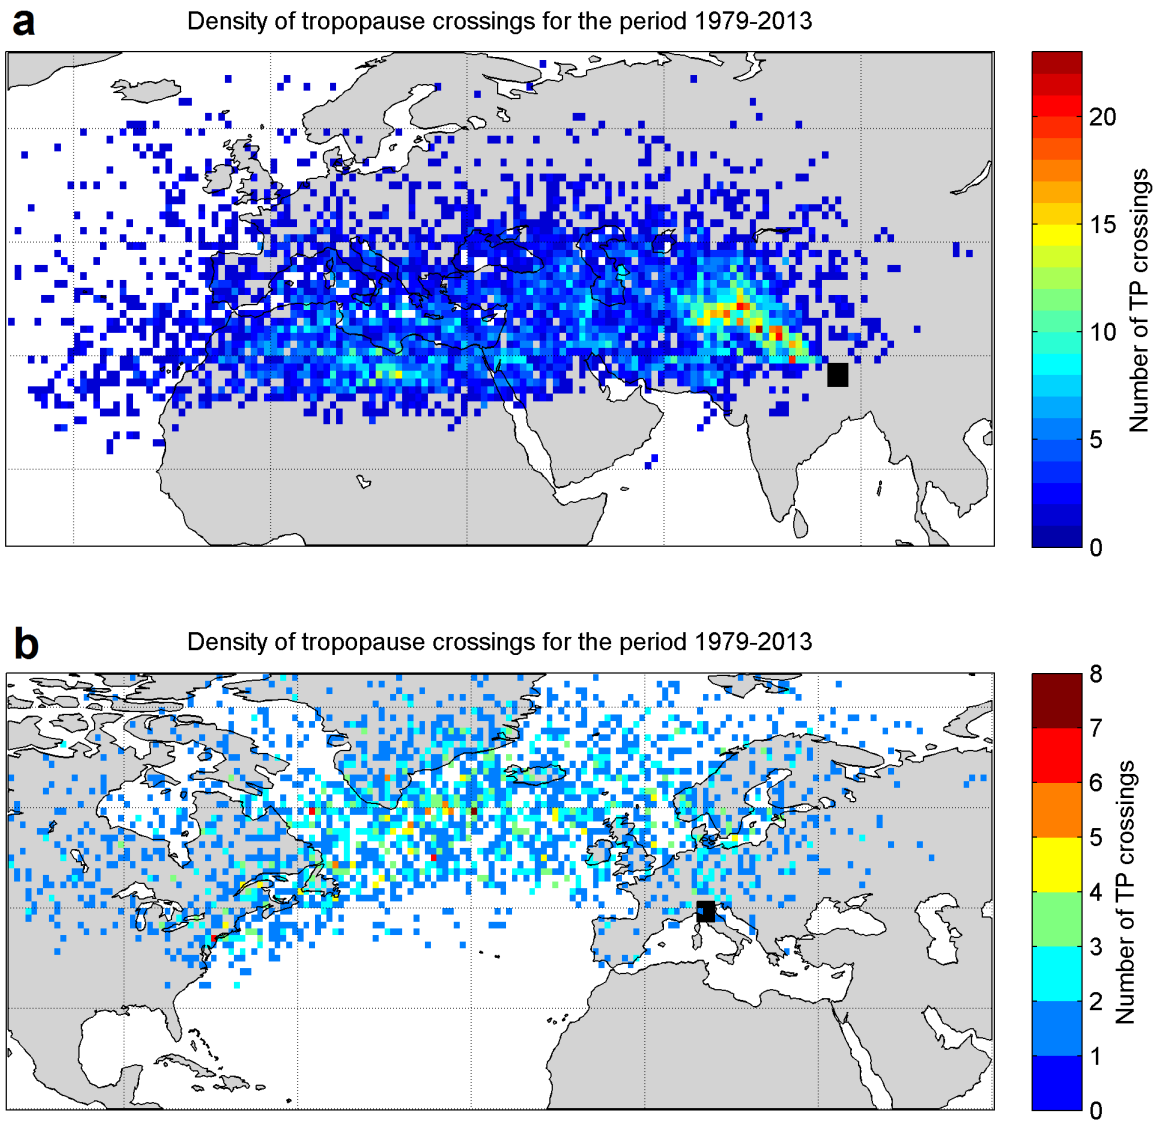 a
Density of tropopause crossings for the period 1979-2013
20
15
10
5
0
Number of TP crossings
b
Density of tropopause crossings for the period 1979-2013
8
7
6
5
4
3
2
1
0
Number of TP crossings